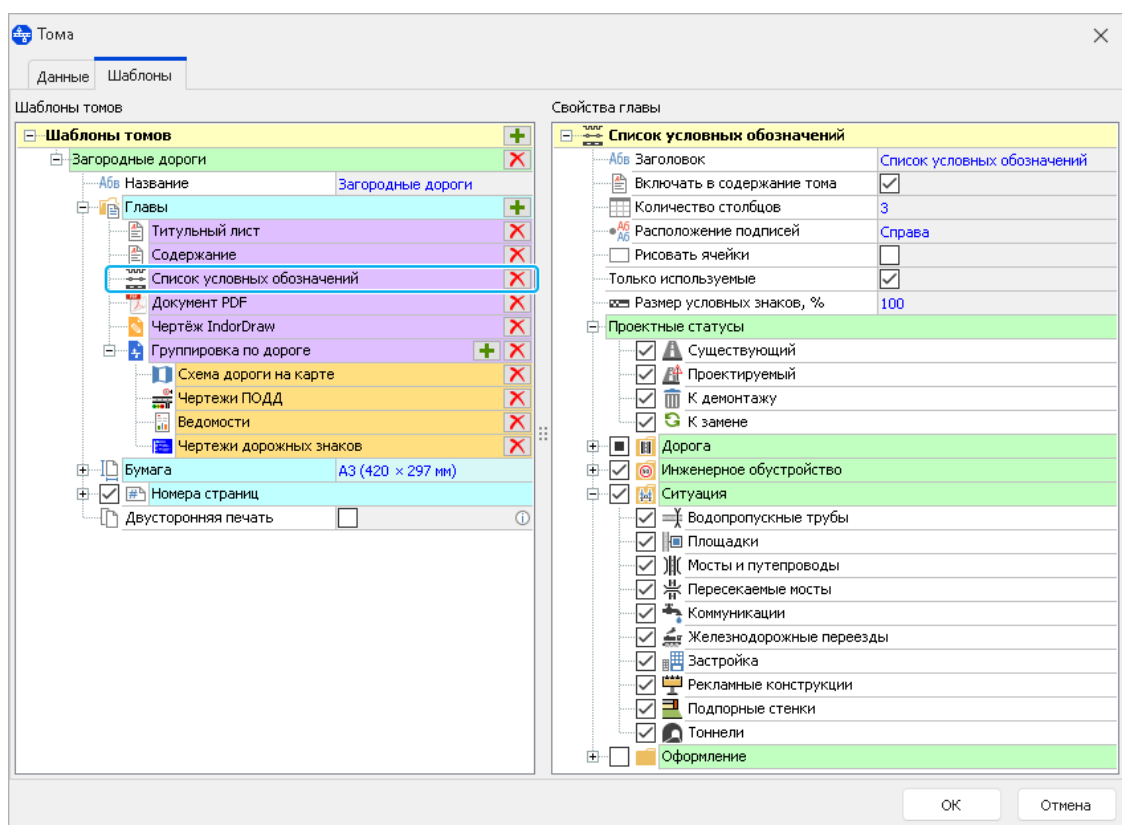 Тома
Данные
Шаблоны
Шаблоны томов
Шаблоны томов
Загородные дороги
Абв Название Загородные дороги
Главы
Титульный лист
Содержание
Список условных обозначений
Документ PDF
Чертёж IndorDraw
Группировка по дороге
Схема дороги на карте
Чертежи ПОДД
Ведомости
Чертежи дорожных знаков
Бумага А3 (420 × 297 мм)
Номера страниц
Двусторонняя печать
Свойства главы
Список условных обозначений
Абв Заголовок Список условных обозначений
Включать в содержание тома
Количество столбцов 3
Расположение подписей Справа
Рисовать ячейки
Только используемые
Размер условных знаков, % 100
Проектные статусы
Существующий
Проектируемый
К демонтажу
К замене
Дорога
Инженерное обустройство
Ситуация
Водопропускные трубы
Площадки
Мосты и путепроводы
Пересекаемые мосты
Коммуникации
Железнодорожные переезды
Застройка
Рекламные конструкции
Подпорные стенки
Тоннели
Оформление
ОК
Отмена